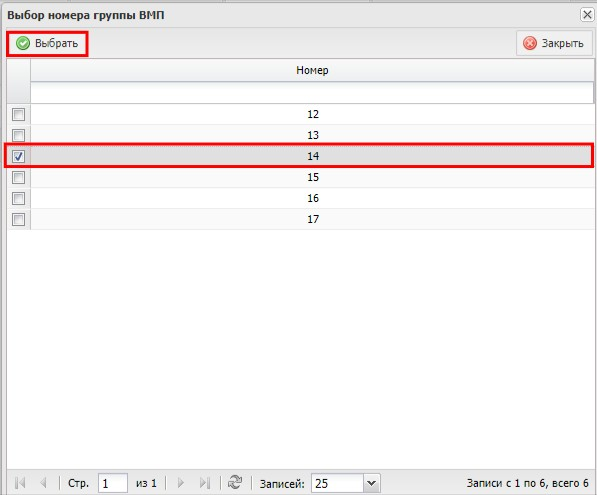 Выбор номера группы ВМП
Выбрать Закрыть
Номер
12
13
14
15
16
17
Стр. 1 из 1 Записей: 25 Записи с 1 по 6, всего 6